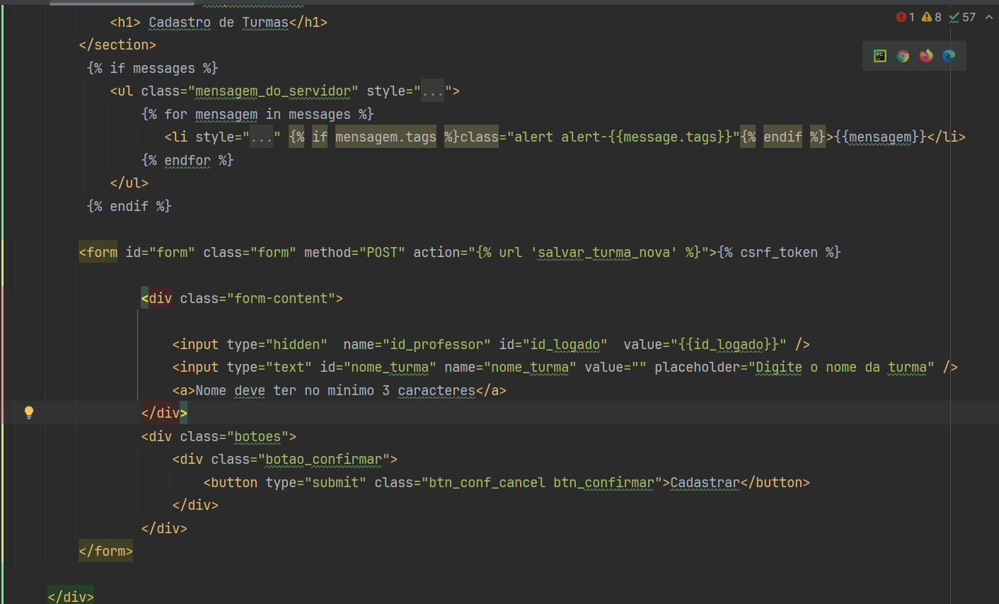 <h1> Cadastro de Turmas</h1>
1 8 57
</section>
{% if messages %}
<ul class="mensagem_do_servidor" style="...">
{% for mensagem in messages %}
<li style="..." {% if mensagem.tags %}class="alert alert-{{message.tags}}"{% endif %}>{{mensagem}}</li>
{% endfor %}
</ul>
{% endif %}
<form id="form" class="form" method="POST" action="{% url 'salvar_turma_nova' %}">{% csrf_token %}
<div class="form-content">
<input type="hidden"  name="id_professor" id="id_logado"  value="{{id_logado}}" />
<input type="text" id="nome_turma" name="nome_turma" value="" placeholder="Digite o nome da turma" />
<a>Nome deve ter no mínimo 3 caracteres</a>
</div>
<div class="botoes">
<div class="botao_confirmar">
<button type="submit" class="btn_conf_cancel btn_confirmar">Cadastrar</button>
</div>
</div>
</form>
</div>